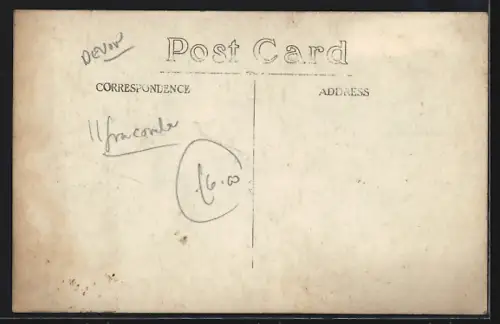 DEVON
Post Card
CORRESPONDENCE
ADDRESS
Ilfracombe
£6.00